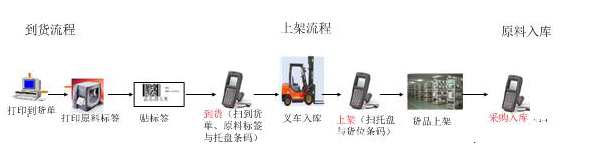 到货流程
上架流程
原料入库
打印到货单
打印原料标签
贴标签
到货（扫到货
单、原料标签
与托盘条码）
叉车入库
上架（扫托盘
与货位条码）
货品上架
采购入库